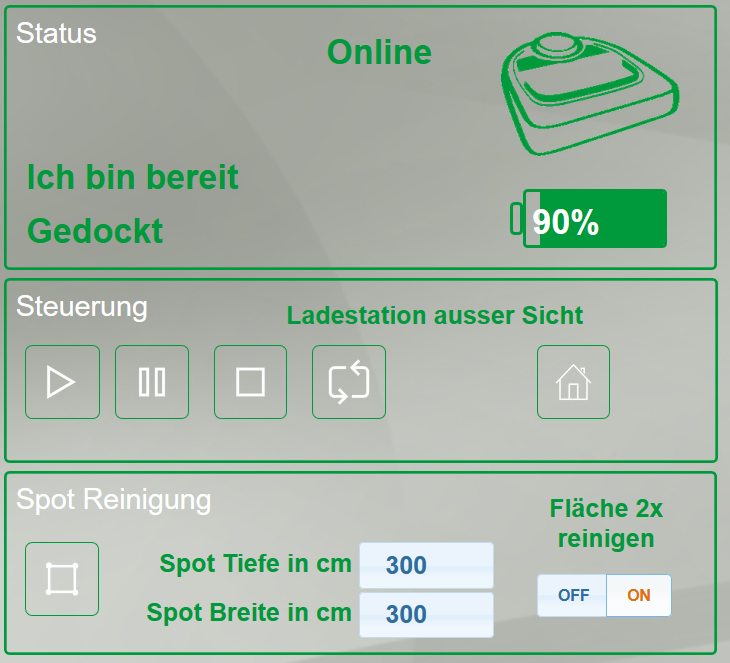 Status
Online
Ich bin bereit
Gedockt
90%
Steuerung
Ladestation ausser Sicht
Spot Reinigung
Fläche 2x
reinigen
Spot Tiefe in cm 300
Spot Breite in cm 300
OFF ON